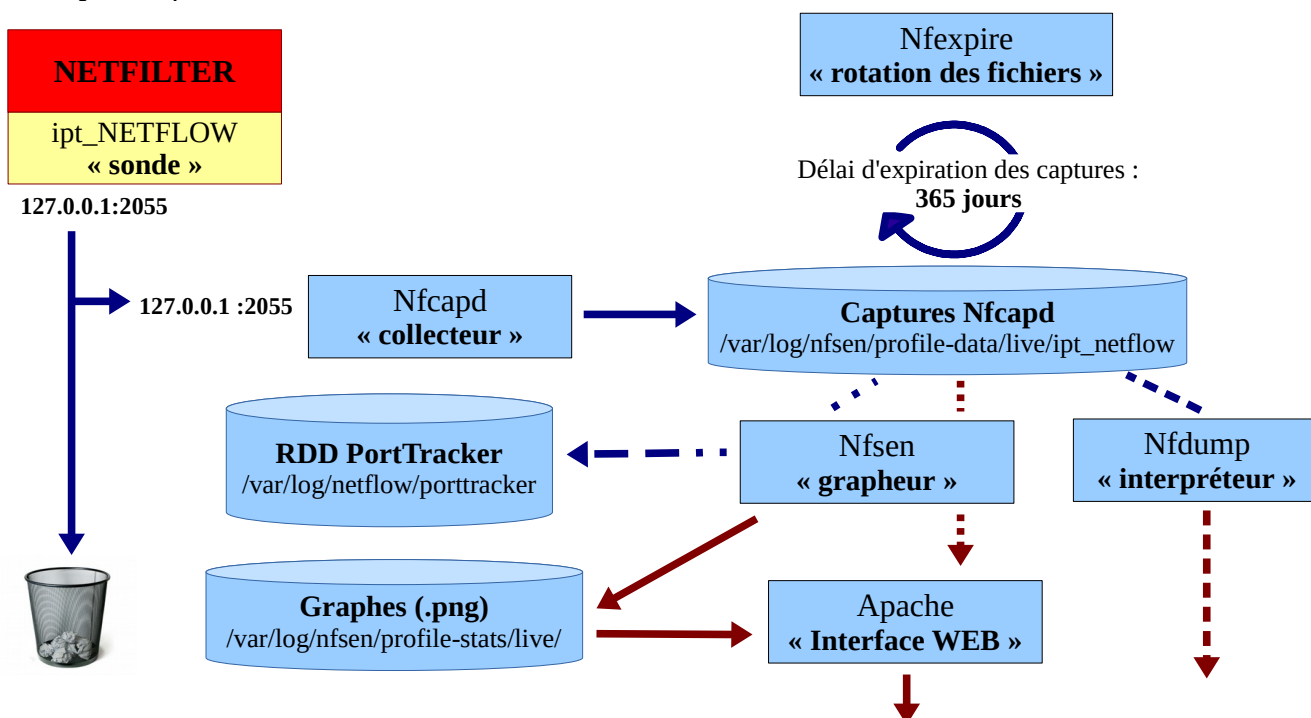 NETFILTER
ipt_NETFLOW
« sonde »
127.0.0.1:2055
Nfexpire
« rotation des fichiers »
Délai d'expiration des captures :
365 jours
127.0.0.1 :2055
Nfcapd
« collecteur »
Captures Nfcapd
/var/log/nfsen/profile-data/live/ipt_netflow
RDD PortTracker
/var/log/netflow/porttracker
Nfsen
« grapheur »
Nfdump
« interpréteur »
Graphes (.png)
/var/log/nfsen/profile-stats/live/
Apache
« Interface WEB »